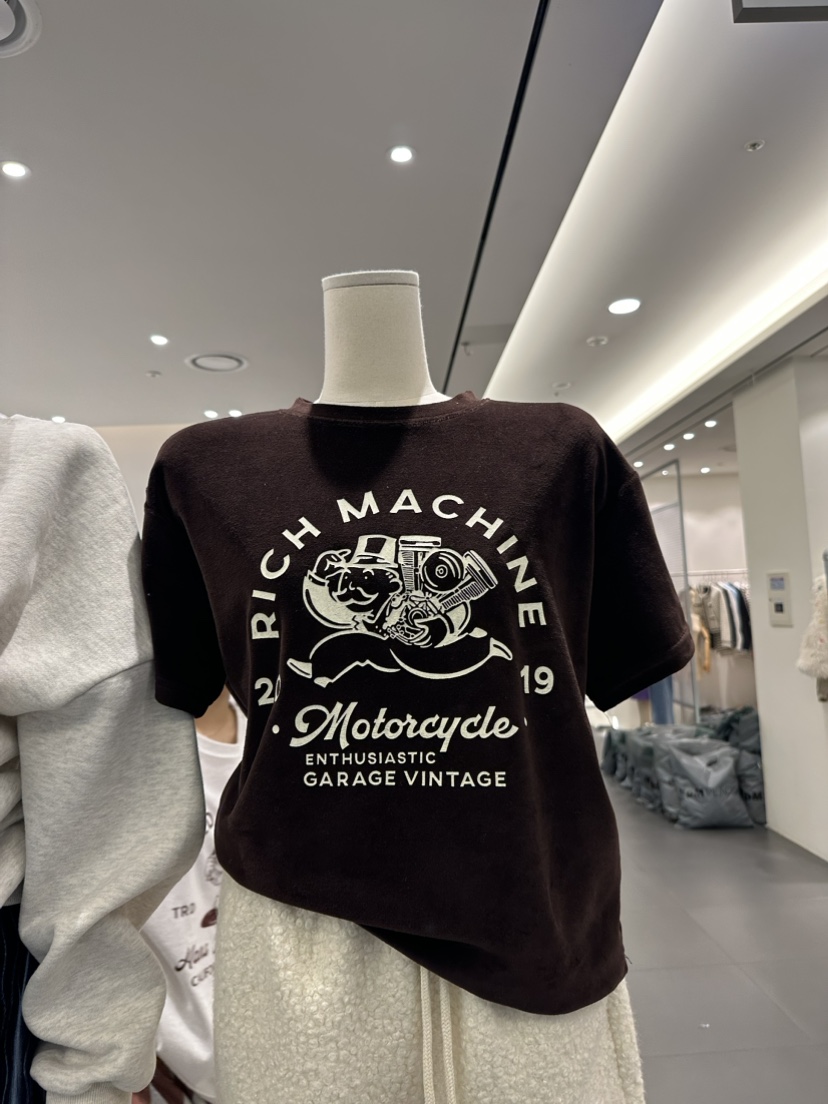 RICH MACHINE
20 19
Motorcycle
ENTHUSIASTIC
GARAGE VINTAGE